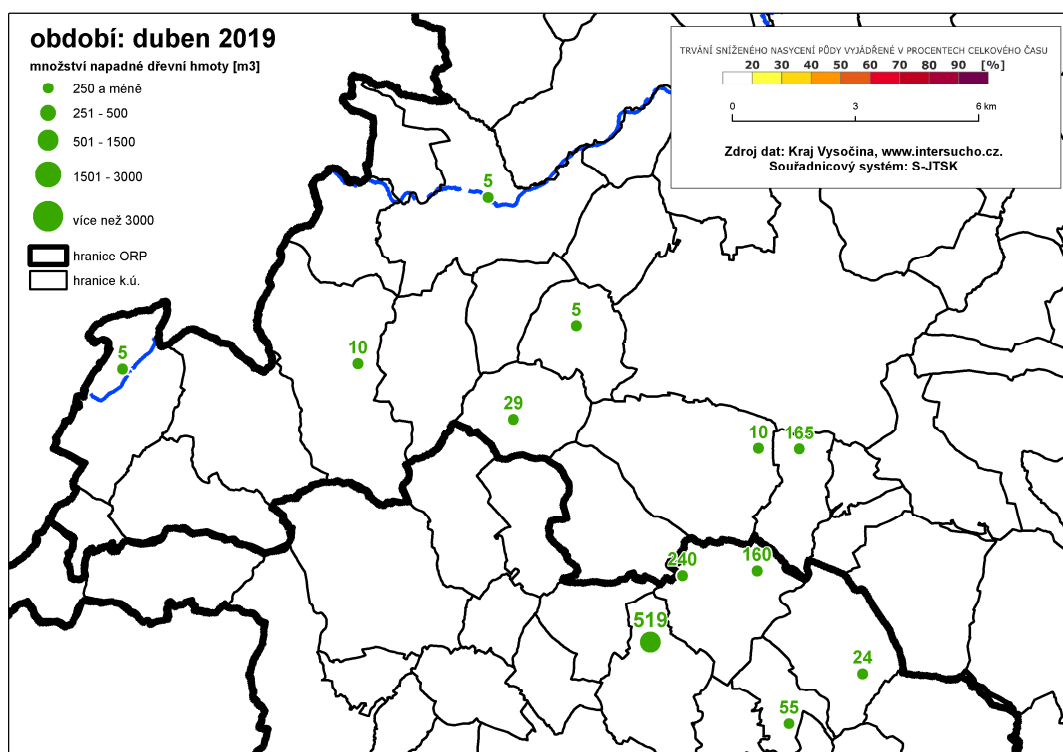 období: duben 2019
množství napadné dřevní hmoty [m3]
250 a méně
251 - 500
501 - 1500
1501 - 3000
více než 3000
hranice ORP
hranice k.ú.
TRVÁNÍ SNÍŽENÉHO NASYCENÍ PŮDY VYJÁDŘENÉ V PROCENTECH CELKOVÉHO ČASU
20 30 40 50 60 70 80 90 [%]
0 3 6 km
Zdroj dat: Kraj Vysočina, www.intersucho.cz.
Souřadnicový systém: S-JTSK
5
5
5
10
29
10 165
240 160
519
24
55